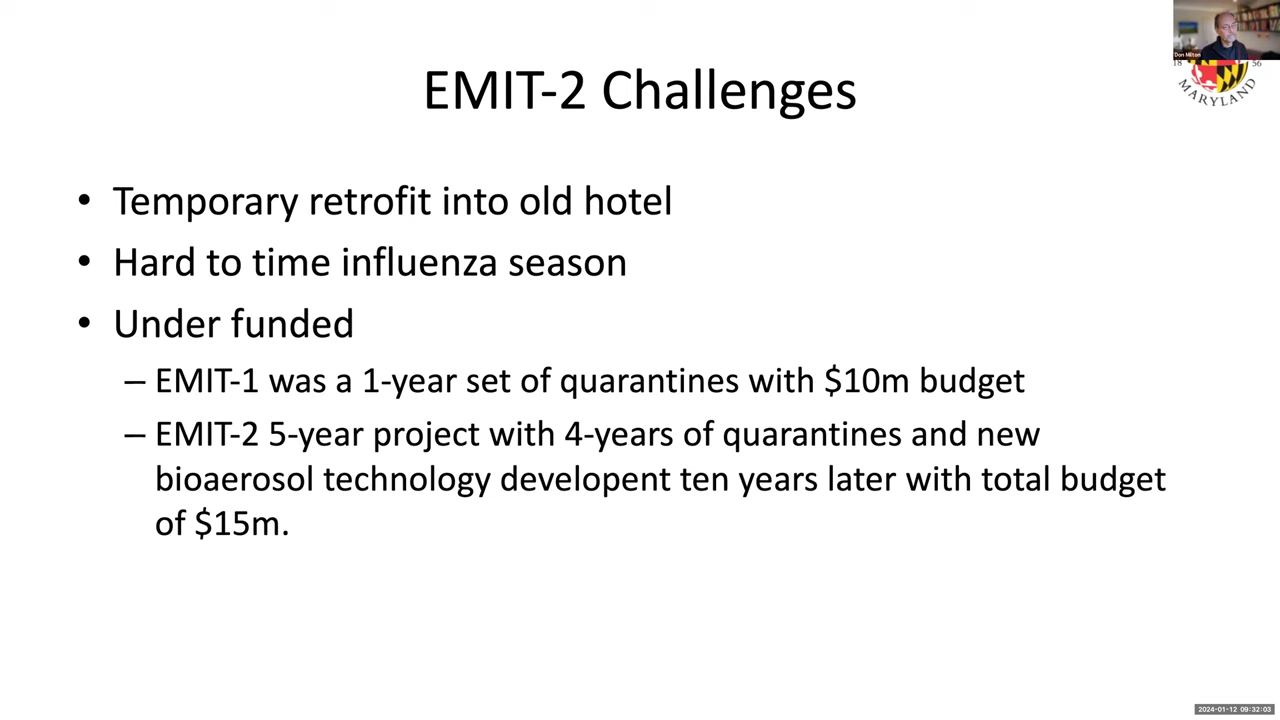 Don Milton
18 56
MARYLAND
EMIT-2 Challenges
• Temporary retrofit into old hotel
• Hard to time influenza season
• Under funded
– EMIT-1 was a 1-year set of quarantines with $10m budget
– EMIT-2 5-year project with 4-years of quarantines and new
bioaerosol technology developent ten years later with total budget
of $15m.
2024-01-12 09:32:03